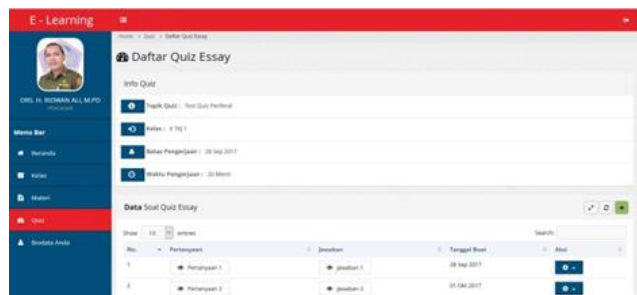 E - Learning
Home > Quiz > Daftar Quiz Essay
Daftar Quiz Essay
DRS. H. RIDWAN ALI, M.PD
Info Quiz
Topik Quiz : Test Quiz Periferal
Kelas : X TKJ 1
Batas Pengerjaan : 28 Sep 2017
Waktu Pengerjaan : 20 Menit
Menu Bar
Beranda
Kelas
Materi
Quiz
Biodata Anda
Data Soal Quiz Essay
Show 10 entries
Search:
No. Pertanyaan Jawaban Tanggal Buat Aksi
1 Pertanyaan 1 Jawaban 1 28 Sep 2017
2 Pertanyaan 2 Jawaban 2 01 Okt 2017